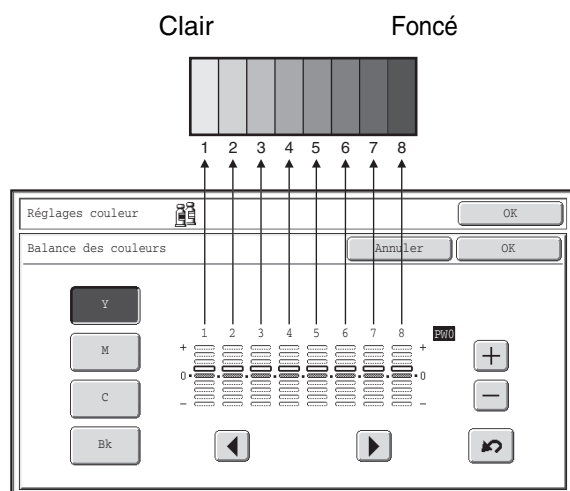 Clair Foncé
1 2 3 4 5 6 7 8
Réglages couleur OK
Balance des couleurs Annuler OK
Y
1 2 3 4 5 6 7 8 PW0
M
+ +
+
0 0
C
−
− −
Bk